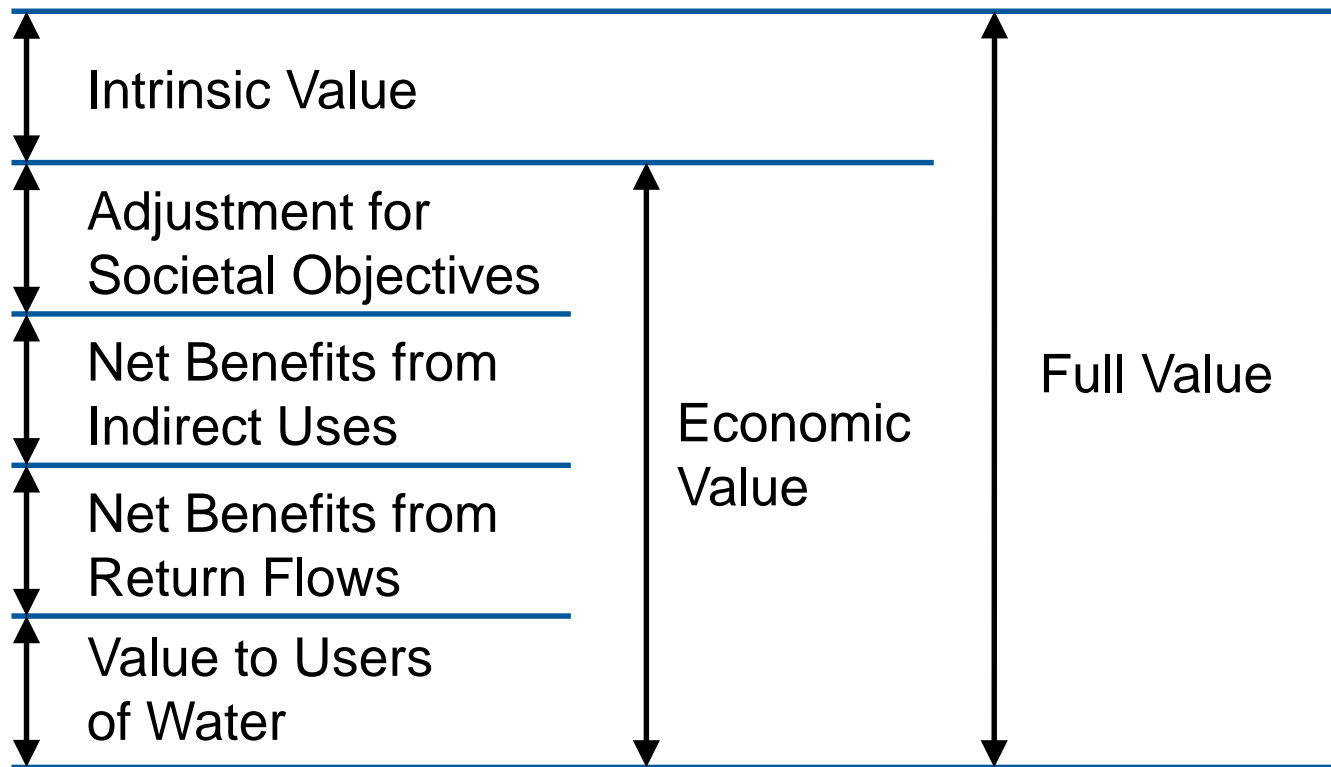 Intrinsic Value
Adjustment for
Societal Objectives
Net Benefits from
Indirect Uses
Net Benefits from
Return Flows
Value to Users
of Water
Economic
Value
Full Value